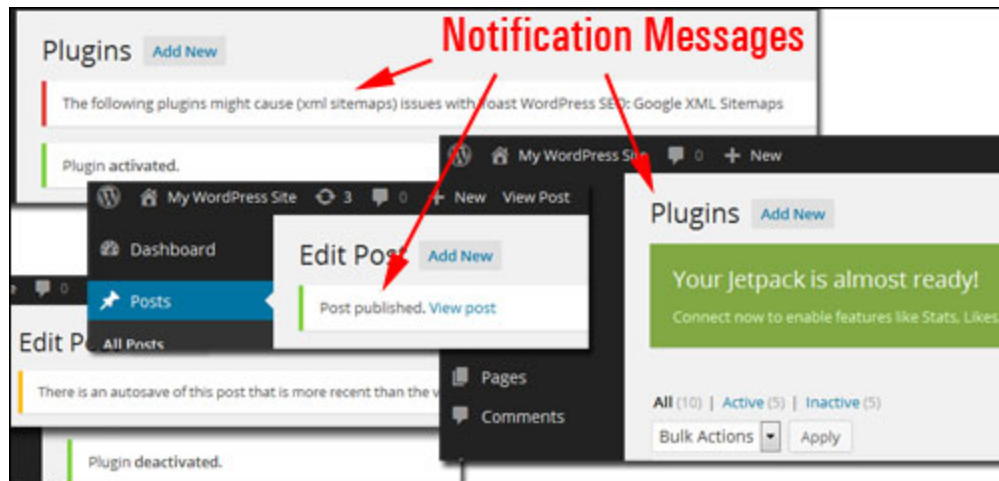 Notification Messages
Plugins Add New
The following plugins might cause (xml sitemaps) issues with Yoast WordPress SEO: Google XML Sitemaps
Plugin activated.
My WordPress Site 3 0 + New View Post
Dashboard
Posts
All Posts
Edit Post Add New
Post published. View post
0
Edit
There is an autosave of this post that is more recent than the
Plugin deactivated.
My WordPress Site 0 + New
Plugins Add New
Your Jetpack is almost ready!
Connect now to enable features like Stats, Likes
Pages
Comments
All (10) | Active (5) | Inactive (5)
Bulk Actions Apply